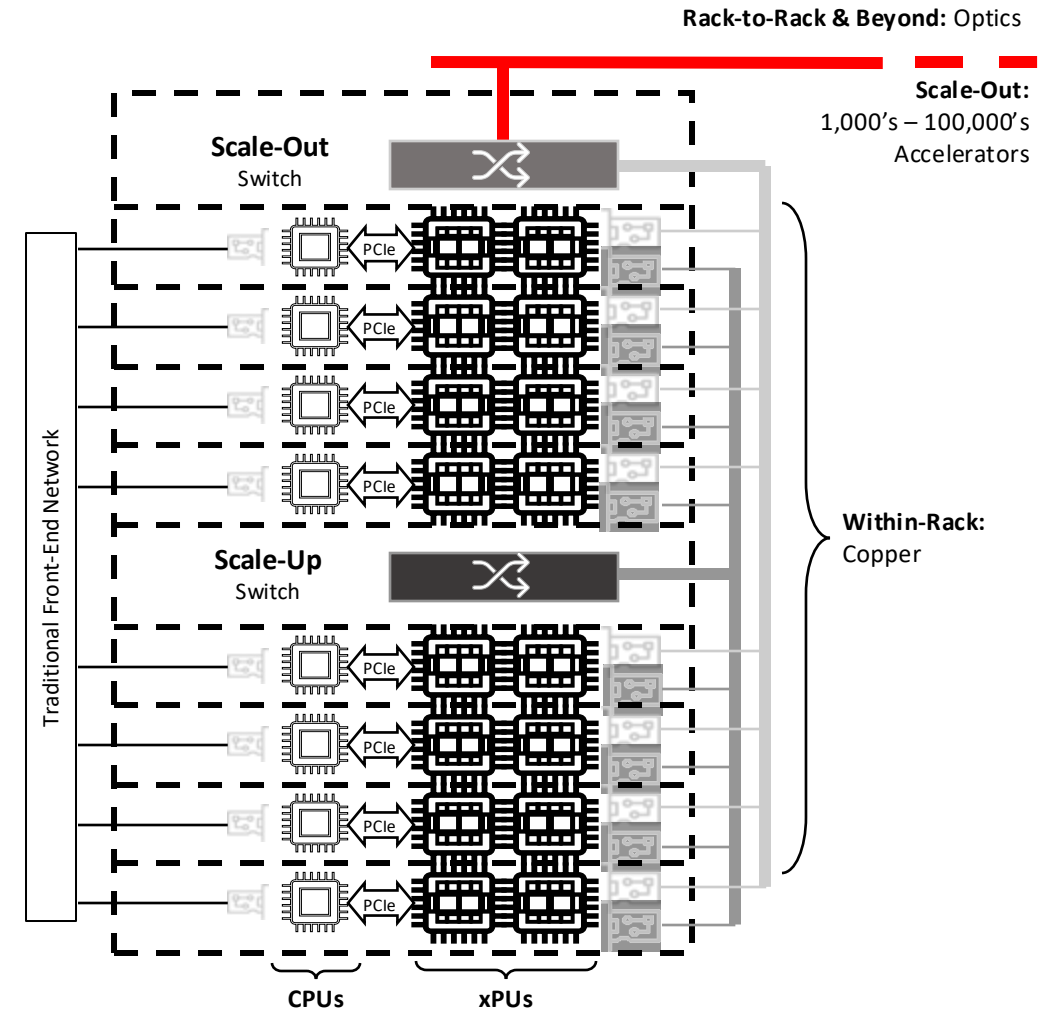 Rack-to-Rack & Beyond: Optics
Scale-Out:
1,000’s – 100,000’s
Accelerators
Scale-Out
Switch
PCIe
PCIe
PCIe
PCIe
Traditional Front-End Network
Within-Rack:
Copper
Scale-Up
Switch
PCIe
PCIe
PCIe
PCIe
CPUs
xPUs